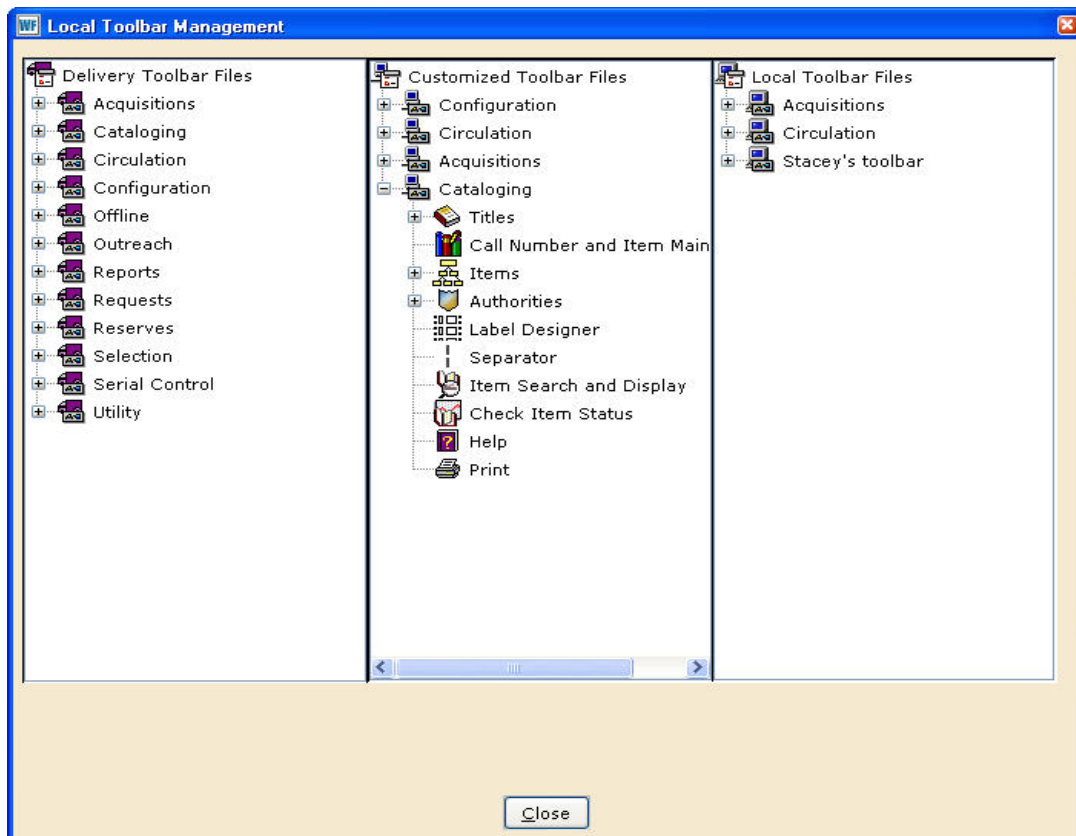 WF Local Toolbar Management
Delivery Toolbar Files
Acquisitions
Cataloging
Circulation
Configuration
Offline
Outreach
Reports
Requests
Reserves
Selection
Serial Control
Utility
Customized Toolbar Files
Configuration
Circulation
Acquisitions
Cataloging
Titles
Call Number and Item Main
Items
Authorities
Label Designer
Separator
Item Search and Display
Check Item Status
Help
Print
Local Toolbar Files
Acquisitions
Circulation
Stacey's toolbar
Close